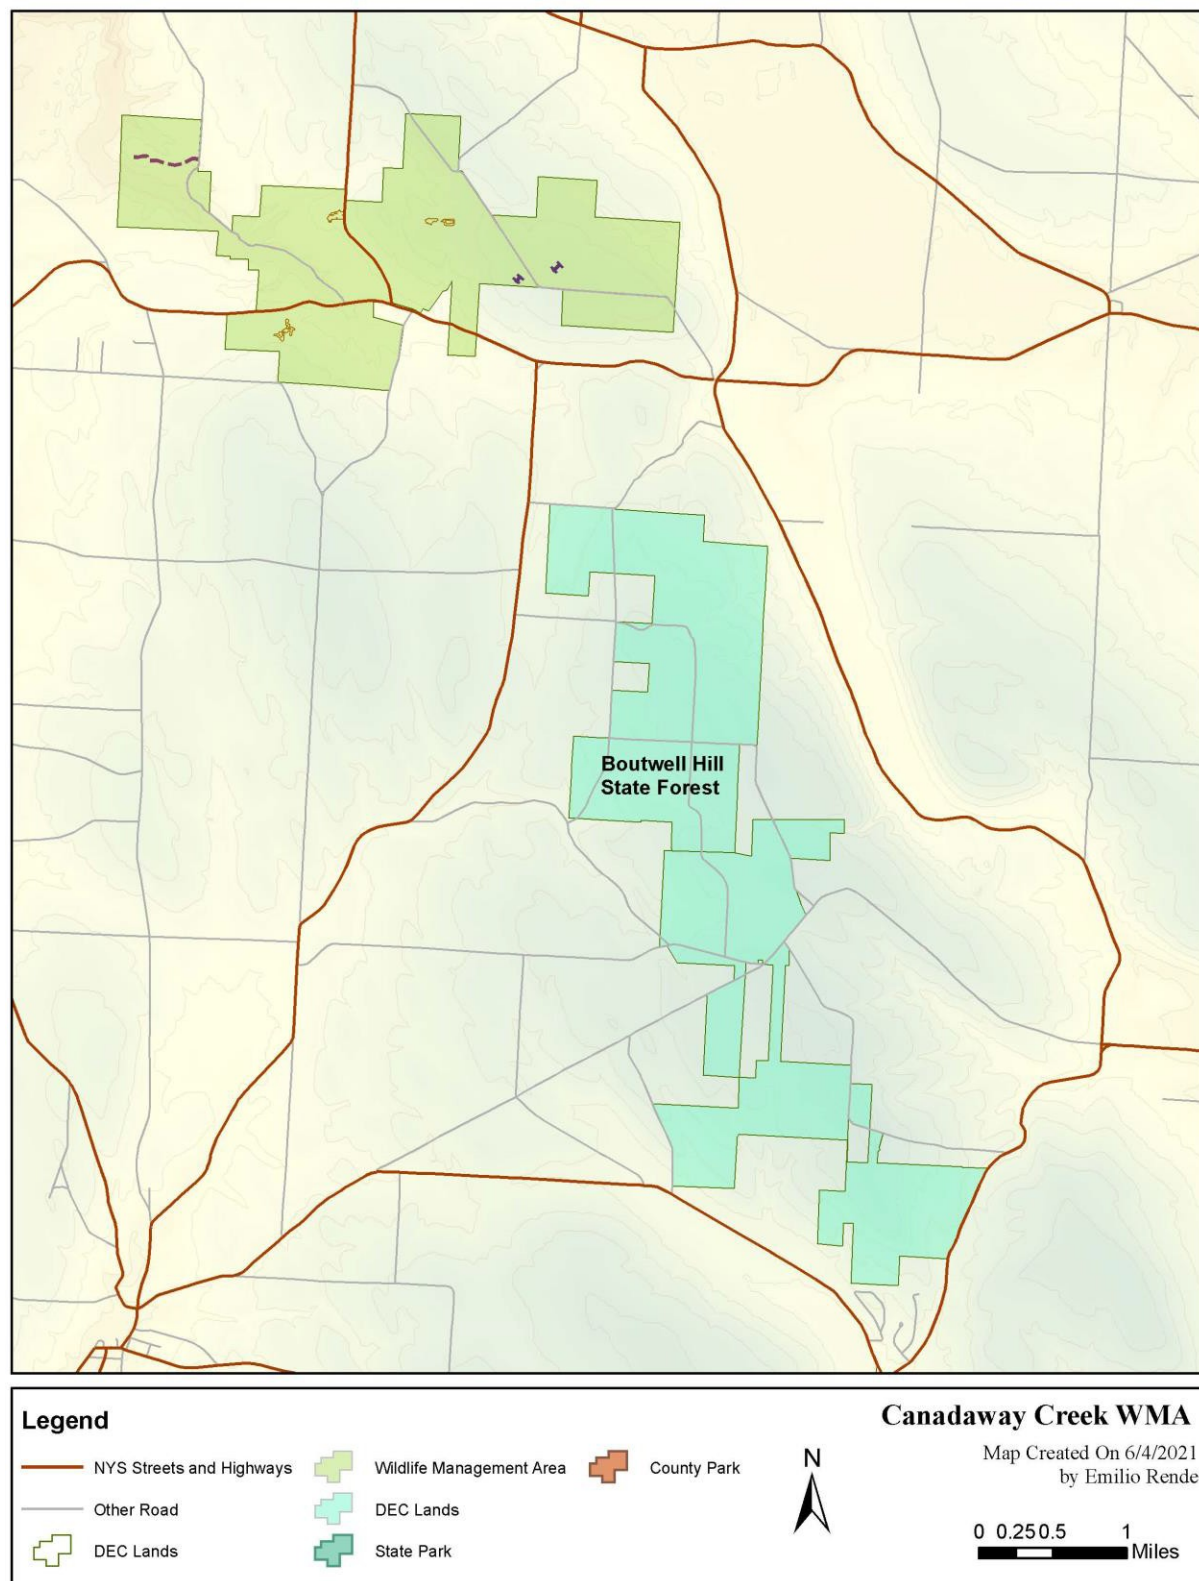 Boutwell Hill
State Forest
Legend
NYS Streets and Highways
Other Road
DEC Lands
Wildlife Management Area
DEC Lands
State Park
County Park
N
Canadaway Creek WMA
Map Created On 6/4/2021
by Emilio Rende
0 0.25 0.5 1
Miles